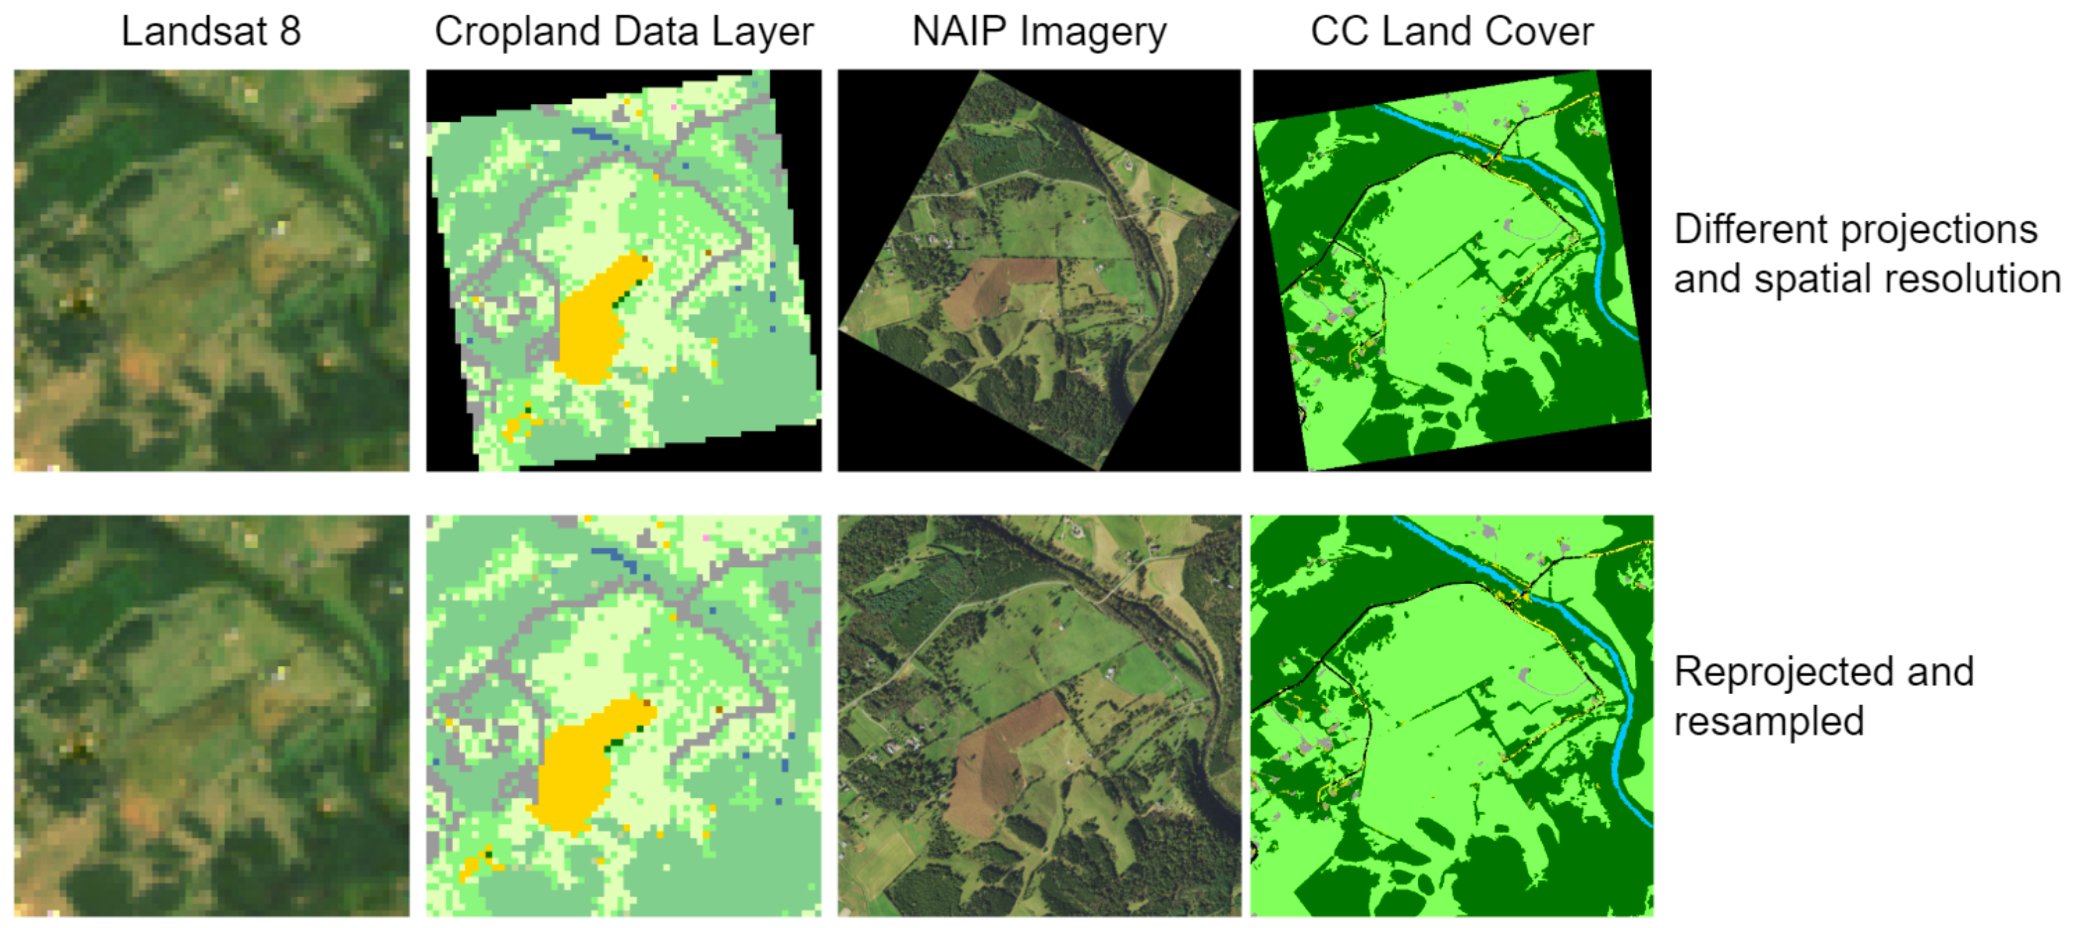 Landsat 8
Cropland Data Layer
NAIP Imagery
CC Land Cover
Different projections
and spatial resolution
Reprojected and
resampled